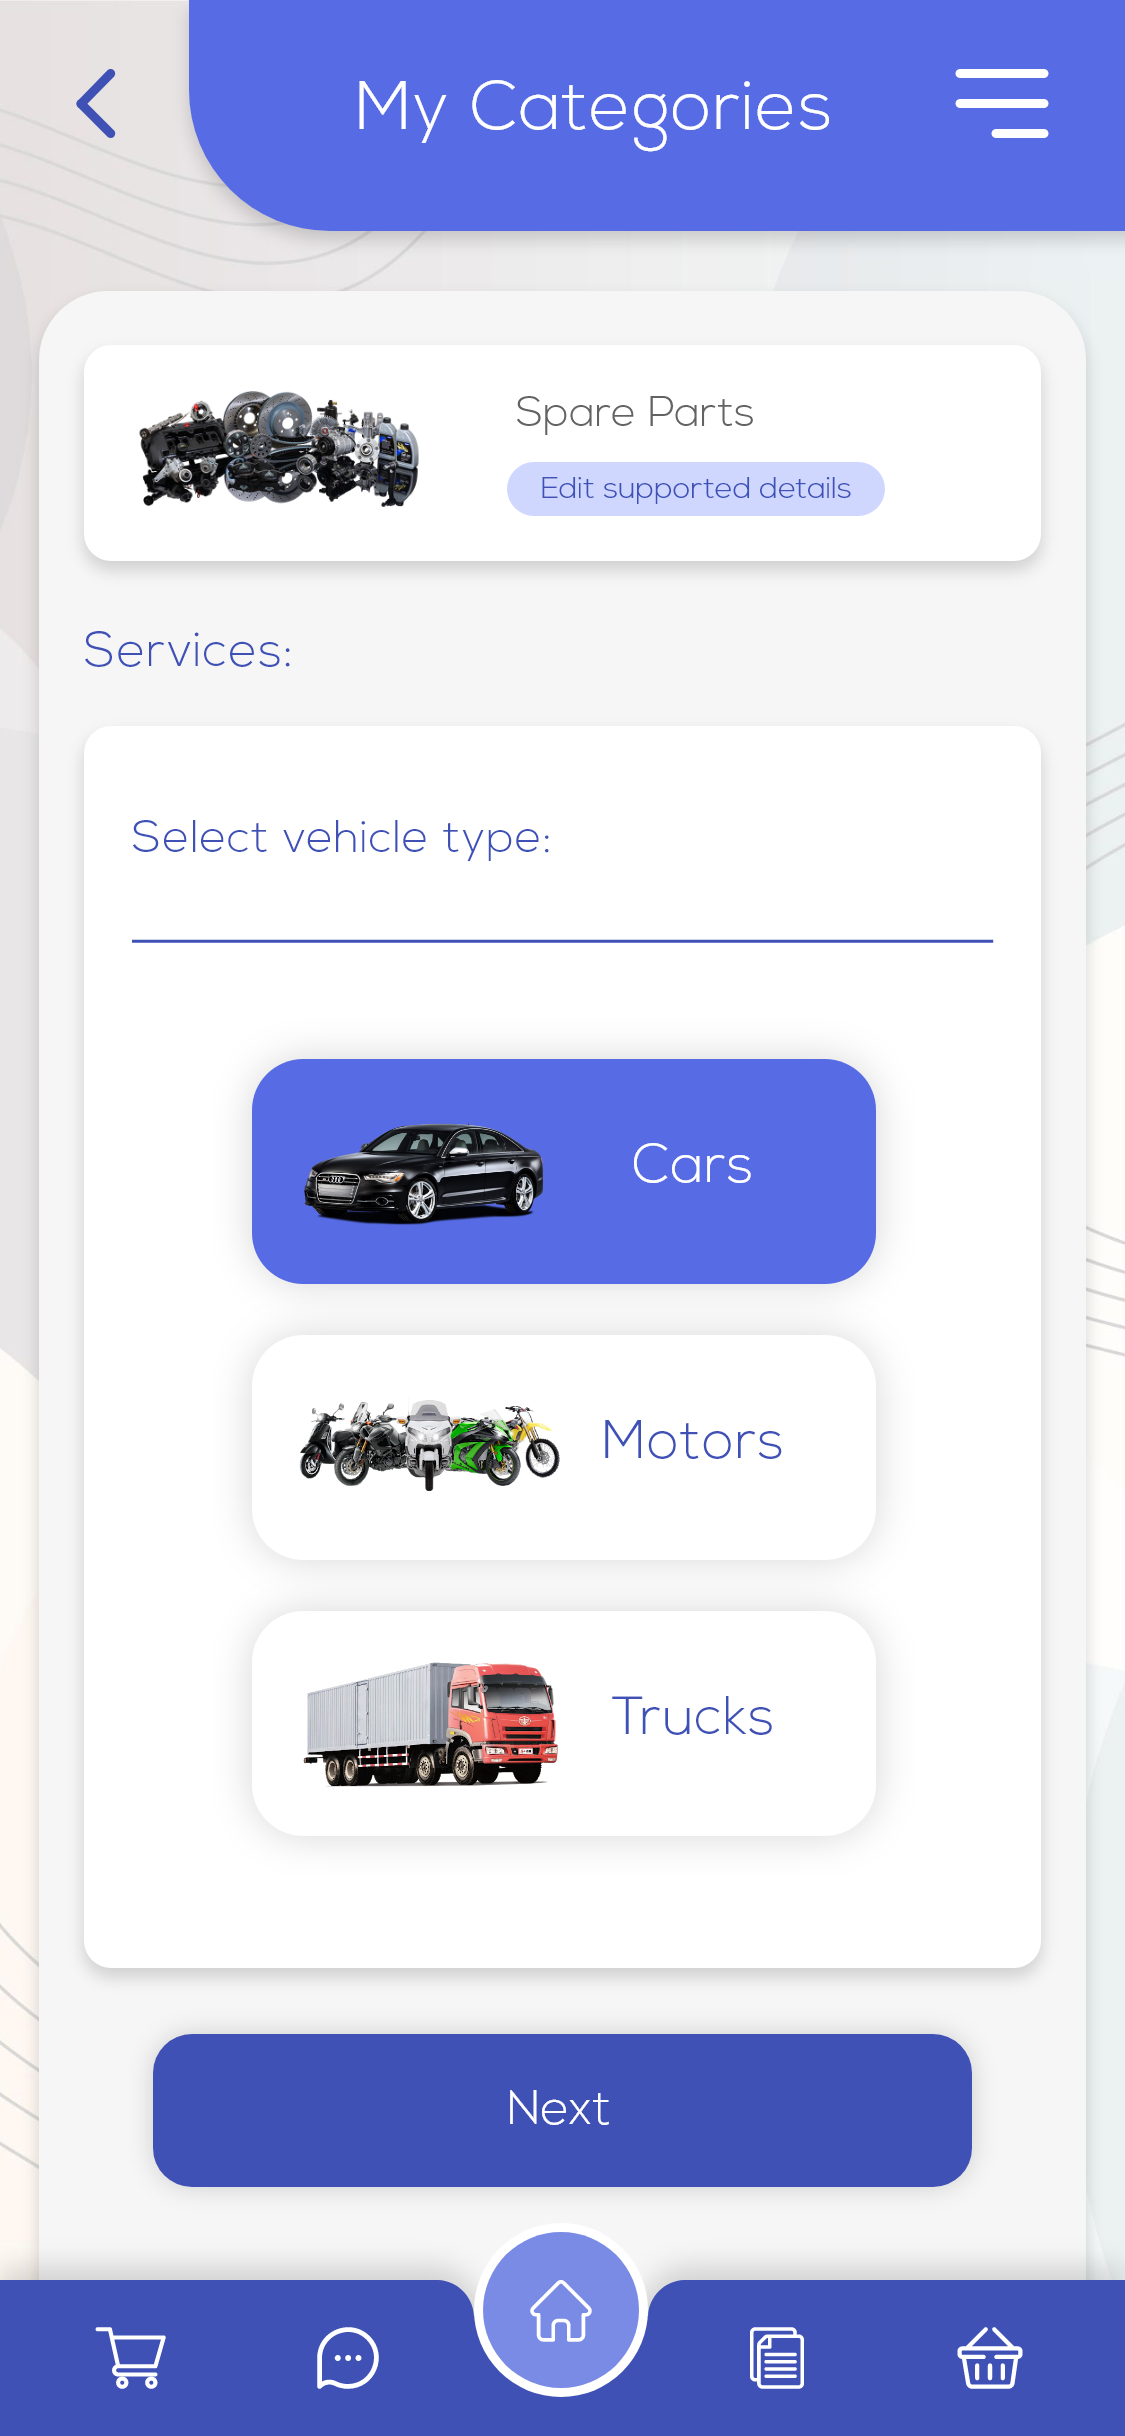 My Categories
Spare Parts
Edit supported details
Services:
Select vehicle type:
Cars
Motors
Trucks
Next